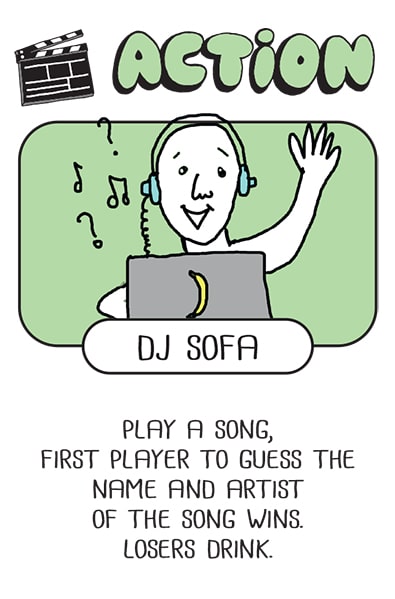 ACTiON
?
?
DJ SOFA
PLAY A SONG,
FIRST PLAYER TO GUESS THE
NAME AND ARTIST
OF THE SONG WINS.
LOSERS DRINK.